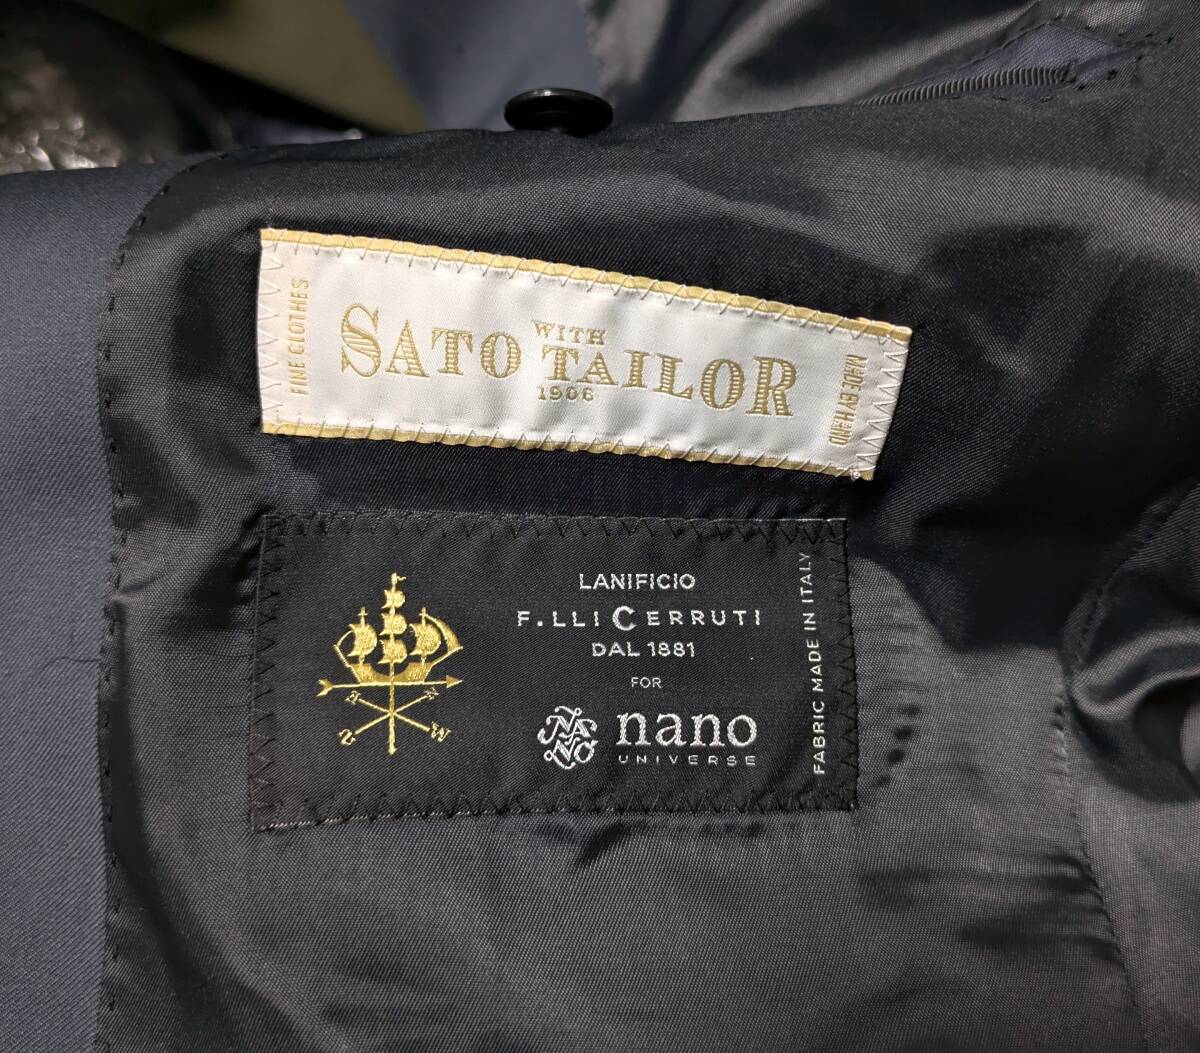 FINE CLOTHES
SATO WITH TAILOR
1906
MADE BY HAND
LANIFICIO
F.LLI CERRUTI
DAL 1881
FOR
NANO nano
UNIVERSE
FABRIC MADE IN ITALY
N
N
S
W